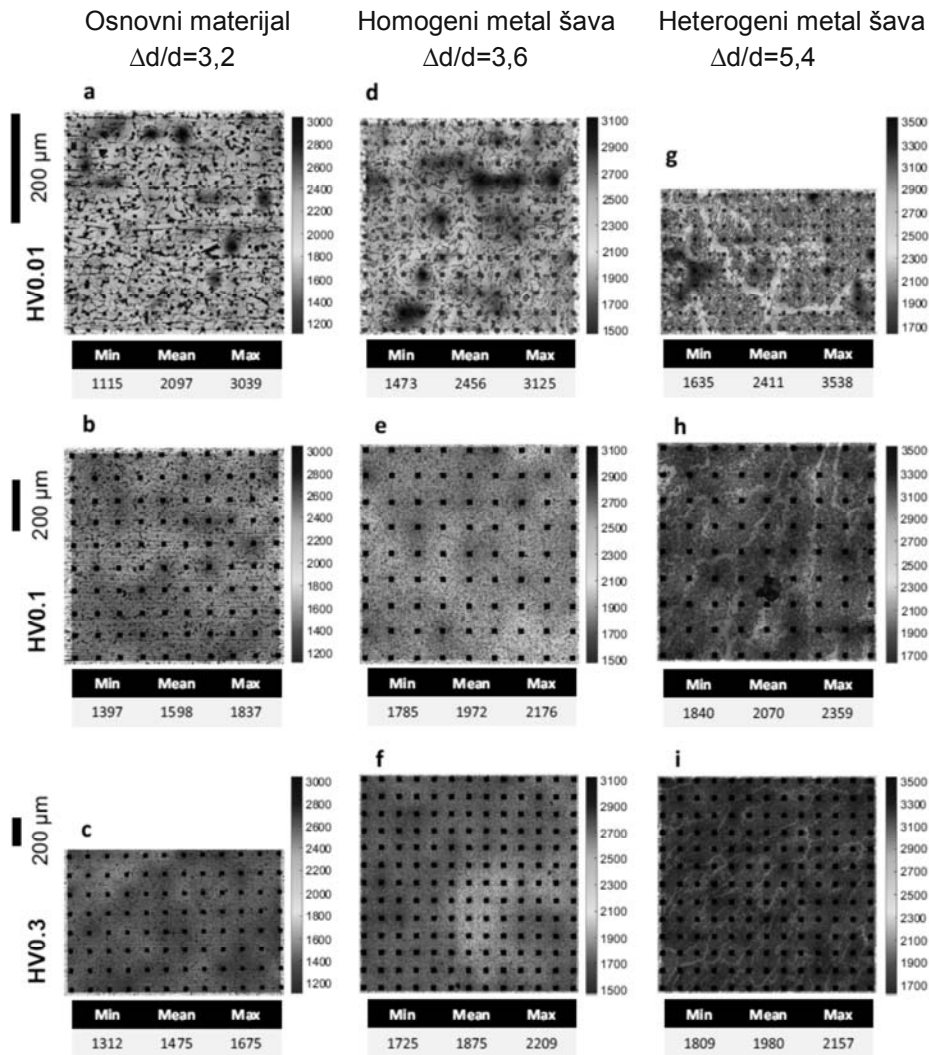 Osnovni materijal
Δd/d=3,2
Homogeni metal šava
Δd/d=3,6
Heterogeni metal šava
Δd/d=5,4
HV0.01
200 µm
a
3000
2800
2600
2400
2200
2000
1800
1600
1400
1200
Min Mean Max
1115 2097 3039
d
3100
2900
2700
2500
2300
2100
1900
1700
1500
Min Mean Max
1473 2456 3125
g
3500
3300
3100
2900
2700
2500
2300
2100
1900
1700
Min Mean Max
1635 2411 3538
HV0.1
200 µm
b
3000
2800
2600
2400
2200
2000
1800
1600
1400
1200
Min Mean Max
1397 1598 1837
e
3100
2900
2700
2500
2300
2100
1900
1700
1500
Min Mean Max
1785 1972 2176
h
3500
3300
3100
2900
2700
2500
2300
2100
1900
1700
Min Mean Max
1840 2070 2359
HV0.3
200 µm
c
3000
2800
2600
2400
2200
2000
1800
1600
1400
1200
Min Mean Max
1312 1475 1675
f
3100
2900
2700
2500
2300
2100
1900
1700
1500
Min Mean Max
1725 1875 2209
i
3500
3300
3100
2900
2700
2500
2300
2100
1900
1700
Min Mean Max
1809 1980 2157